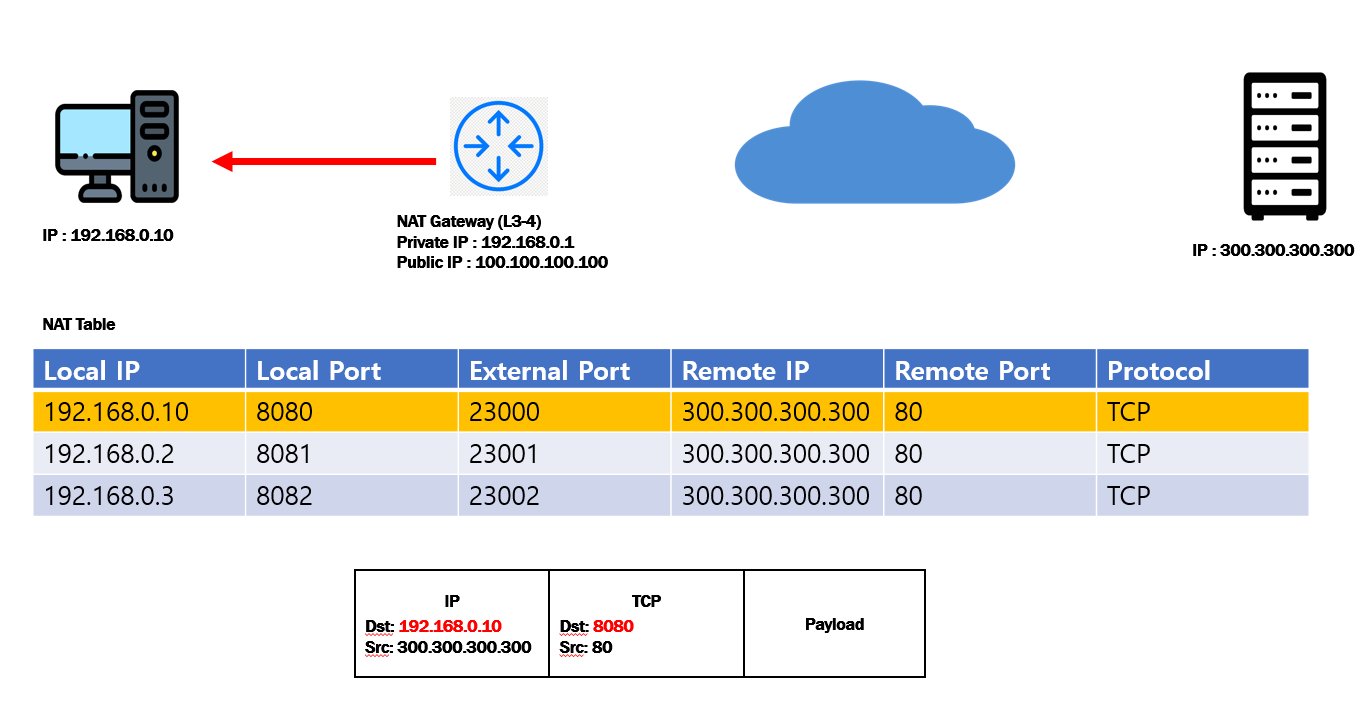 IP : 192.168.0.10
NAT Gateway (L3-4)
Private IP : 192.168.0.1
Public IP : 100.100.100.100
IP : 300.300.300.300
NAT Table
Local IP Local Port External Port Remote IP Remote Port Protocol
192.168.0.10 8080 23000 300.300.300.300 80 TCP
192.168.0.2 8081 23001 300.300.300.300 80 TCP
192.168.0.3 8082 23002 300.300.300.300 80 TCP
IP
Dst: 192.168.0.10
Src: 300.300.300.300
TCP
Dst: 8080
Src: 80
Payload